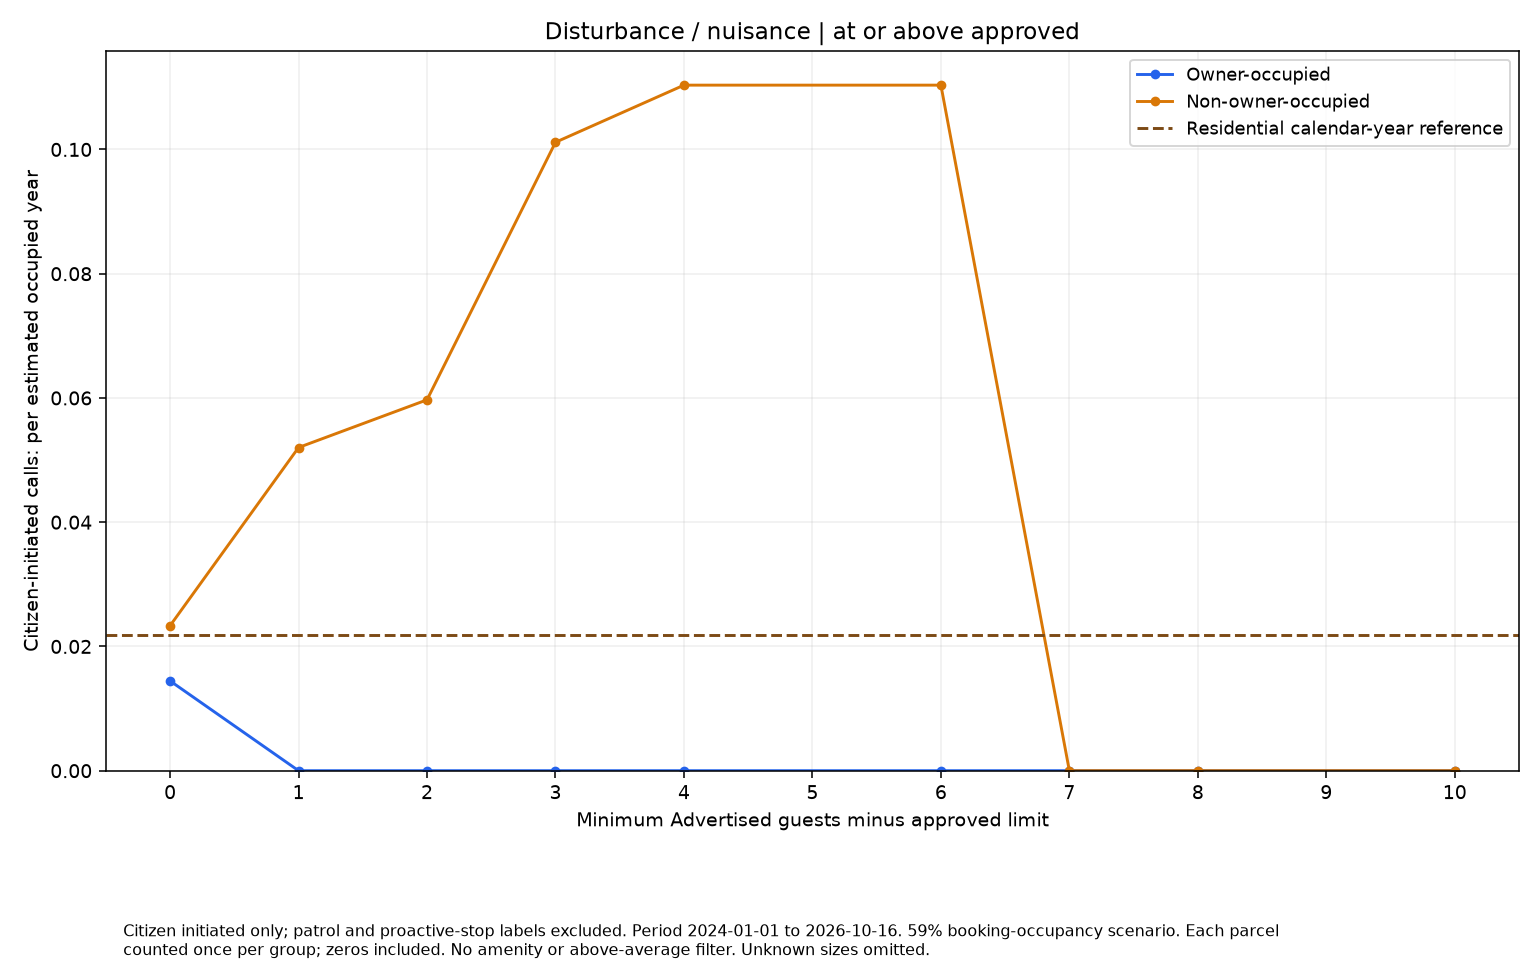 Disturbance / nuisance | at or above approved
Owner-occupied
Non-owner-occupied
Residential calendar-year reference
Citizen-initiated calls: per estimated occupied year
0.10
0.08
0.06
0.04
0.02
0.00
0 1 2 3 4 5 6 7 8 9 10
Minimum Advertised guests minus approved limit
Citizen initiated only; patrol and proactive-stop labels excluded. Period 2024-01-01 to 2026-10-16. 59% booking-occupancy scenario. Each parcel
counted once per group; zeros included. No amenity or above-average filter. Unknown sizes omitted.